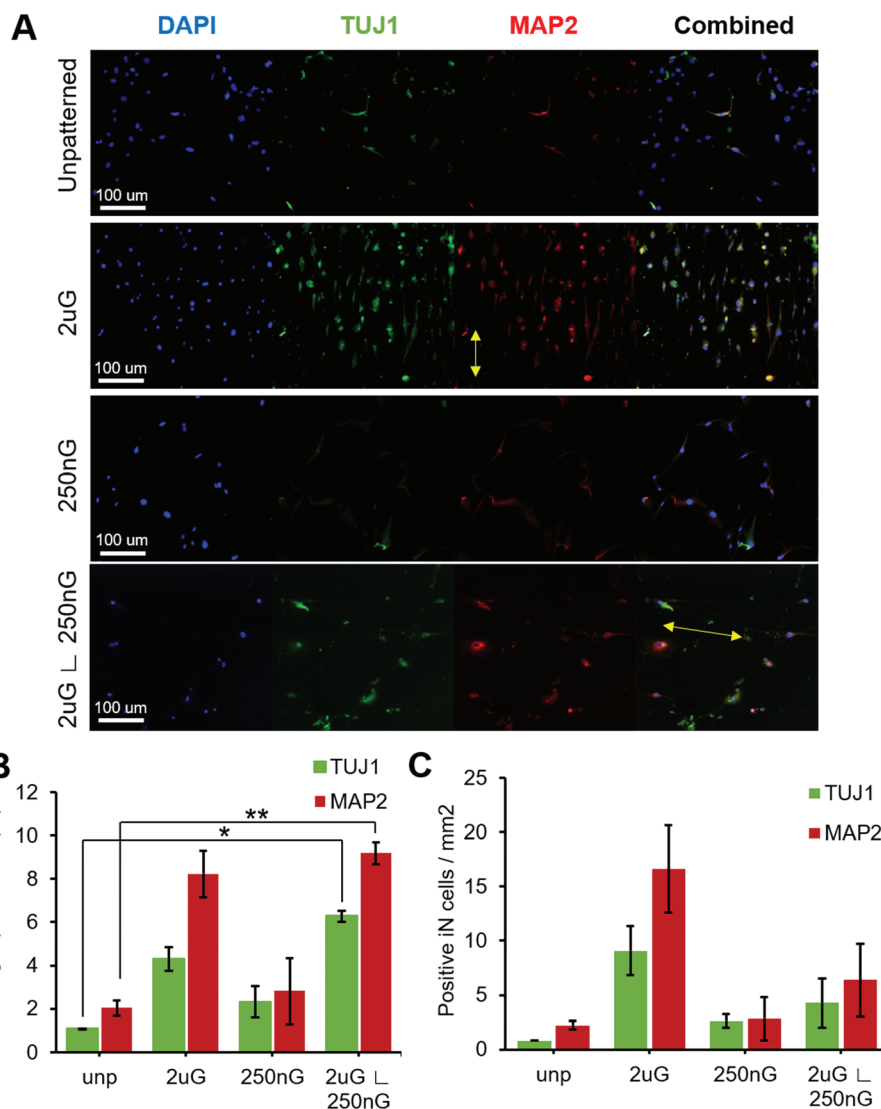 A
DAPI TUJ1 MAP2 Combined
Unpatterned
100 um
2uG
100 um
250nG
100 um
2uG ∟ 250nG
100 um
TUJ1
MAP2
12
10
8
6
4
2
0
*
**
unp 2uG 250nG 2uG ∟
250nG
C
Positive iN cells / mm2
25
20
15
10
5
0
TUJ1
MAP2
unp 2uG 250nG 2uG ∟
250nG